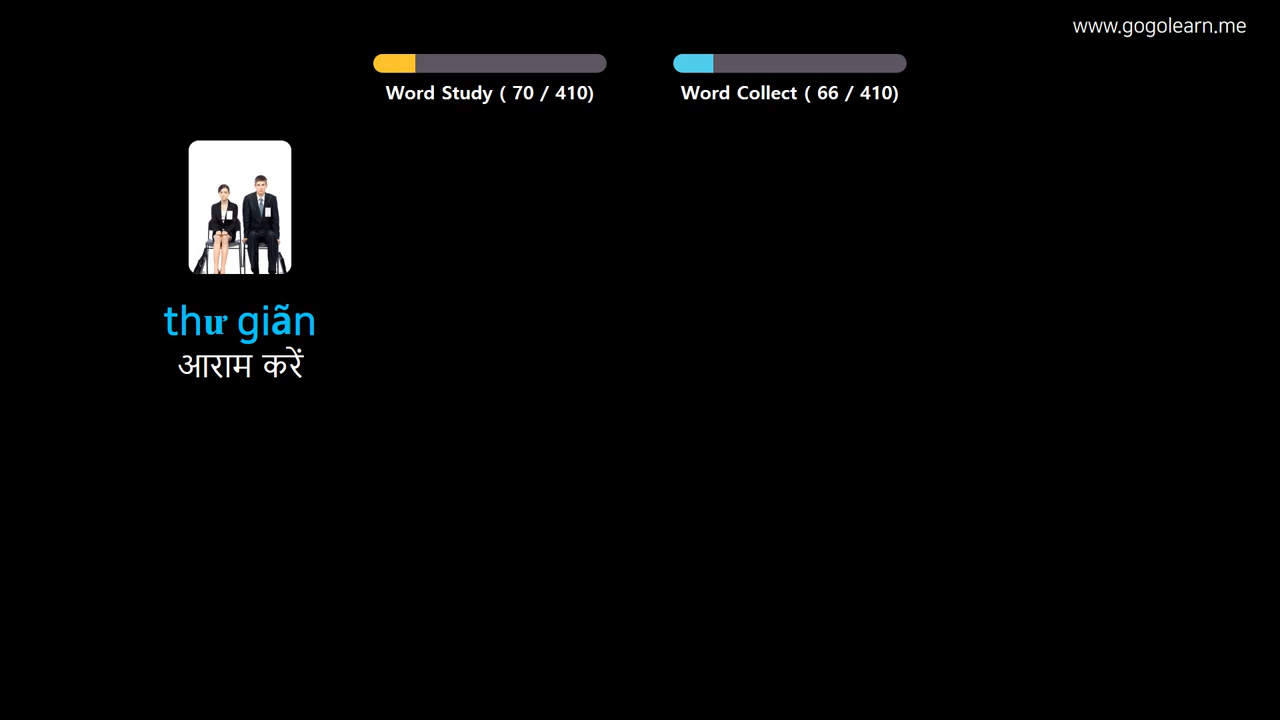 www.gogolearn.me
Word Study ( 70 / 410)
Word Collect ( 66 / 410)
thư giãn
आराम करें